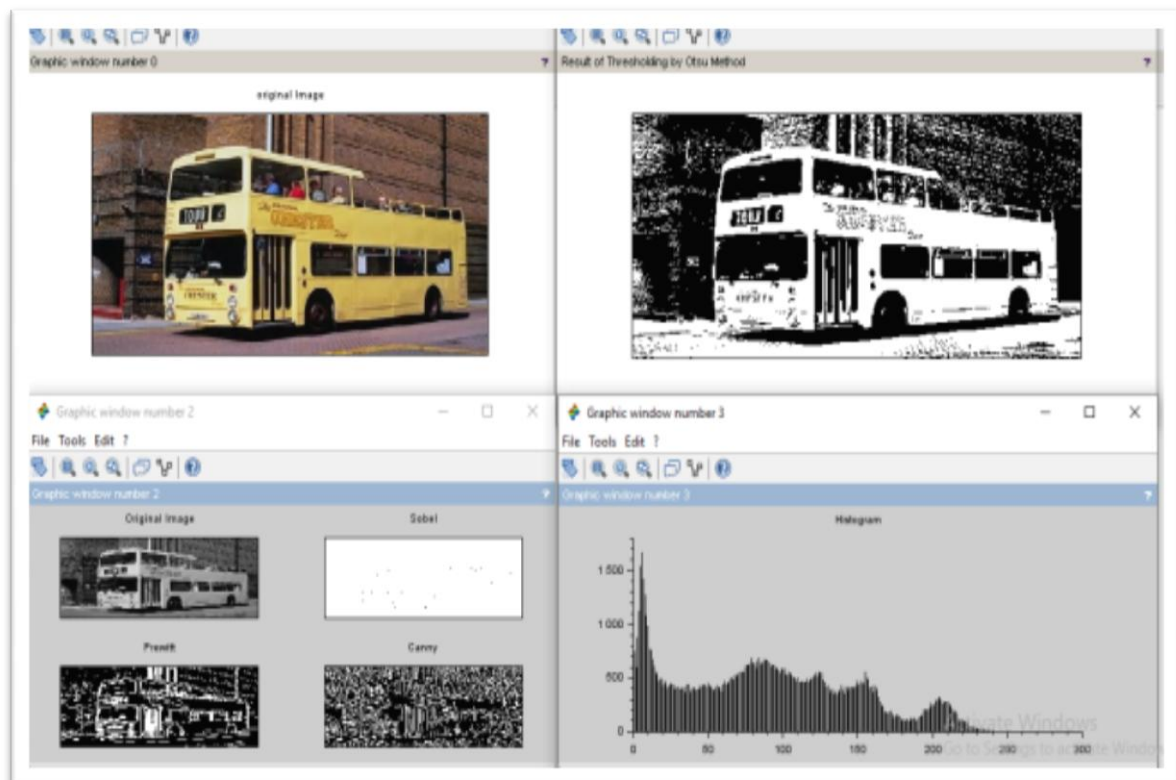 Graphic window number 0 ?
original Image
CHESTER
Result of Thresholding by Otsu Method ?
Graphic window number 2
File Tools Edit ?
Graphic window number 2 ?
Original Image
Sobel
Prewitt
Canny
Graphic window number 3
File Tools Edit ?
Graphic window number 3 ?
Histogram
1 500
1 000
500
0
0 50 100 150 200 250 300
Activate Windows
Go to Settings to activate Windows